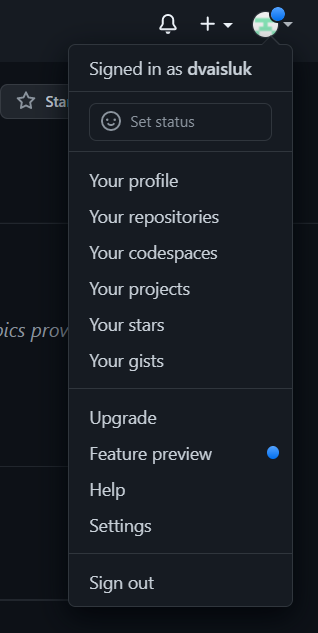 Signed in as dvaisluk
Set status
Your profile
Your repositories
Your codespaces
Your projects
Your stars
Your gists
Upgrade
Feature preview
Help
Settings
Sign out